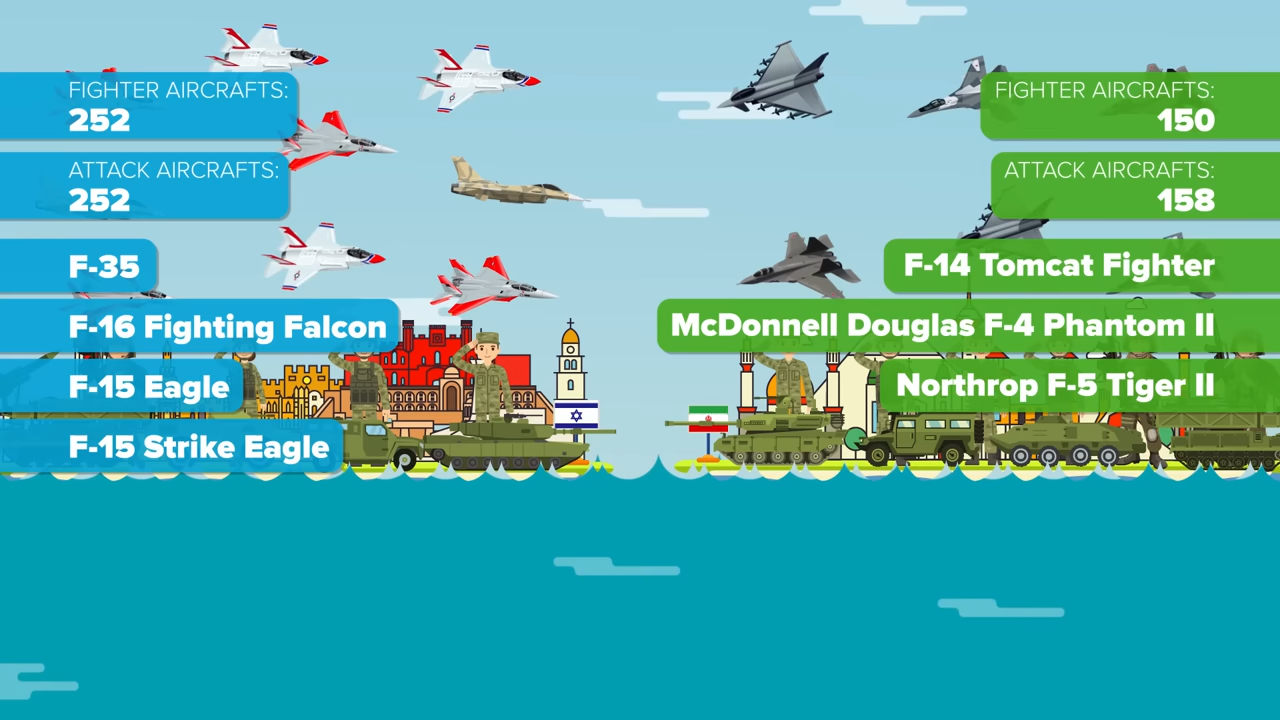 FIGHTER AIRCRAFTS:
252
ATTACK AIRCRAFTS:
252
F-35
F-16 Fighting Falcon
F-15 Eagle
F-15 Strike Eagle
FIGHTER AIRCRAFTS:
150
ATTACK AIRCRAFTS:
158
F-14 Tomcat Fighter
McDonnell Douglas F-4 Phantom II
Northrop F-5 Tiger II